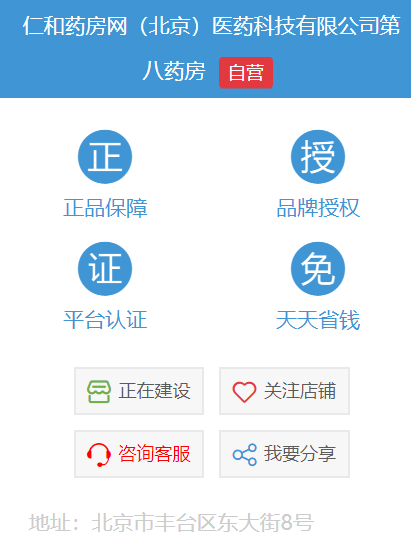 仁和药房网（北京）医药科技有限公司第
八药房 自营
正 授
正品保障 品牌授权
证 免
平台认证 天天省钱
正在建设 关注店铺
咨询客服 我要分享
地址：北京市丰台区东大街8号